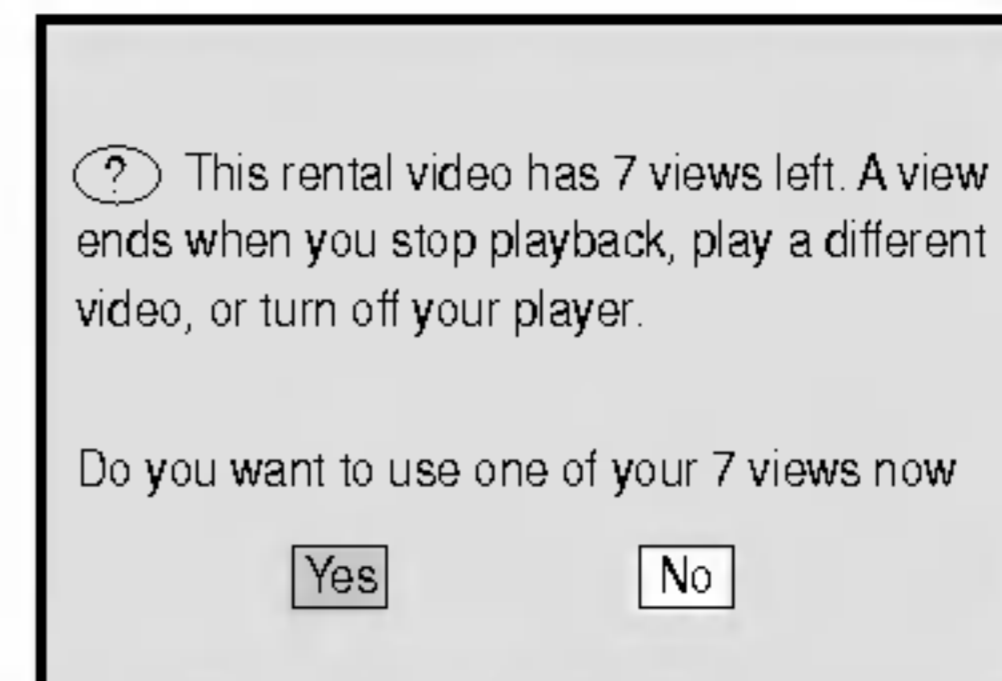 ? This rental video has 7 views left. A view
ends when you stop playback, play a different
video, or turn off your player.
Do you want to use one of your 7 views now
Yes No